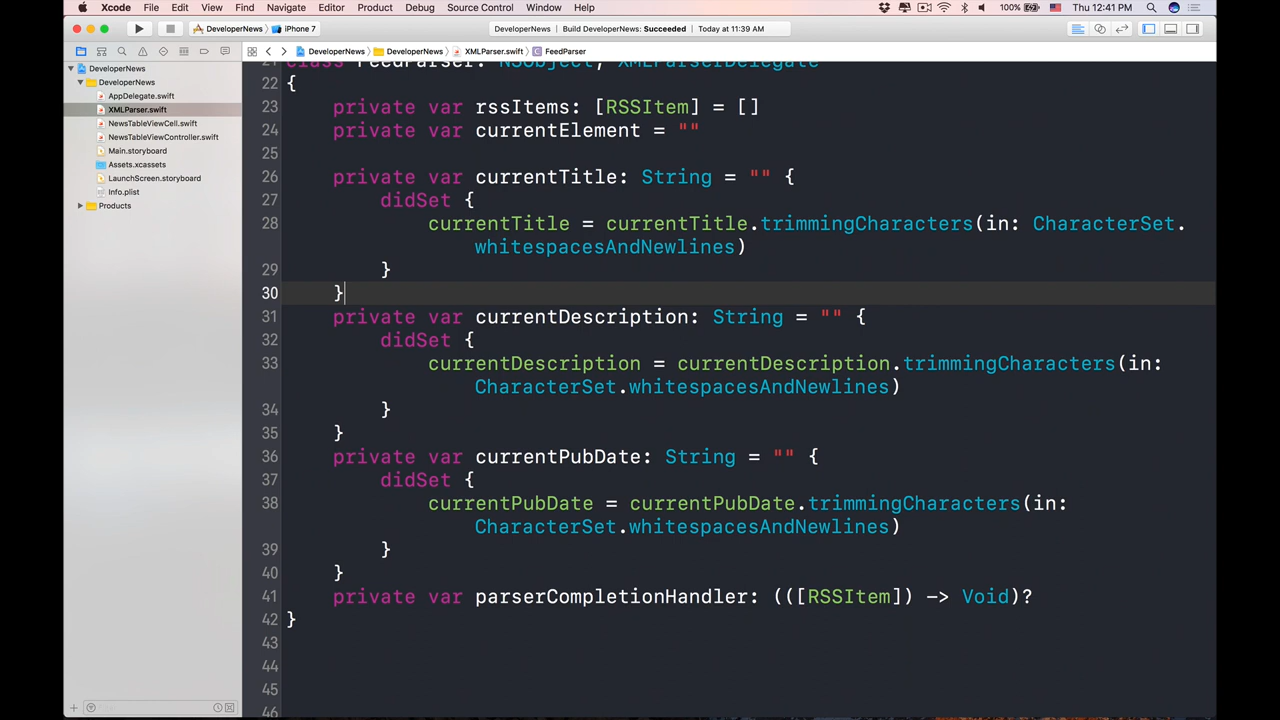 Xcode File Edit View Find Navigate Editor Product Debug Source Control Window Help 100% Thu 12:41 PM
DeveloperNews iPhone 7 DeveloperNews Build DeveloperNews: Succeeded Today at 11:39 AM
DeveloperNews DeveloperNews XMLParser.swift FeedParser
DeveloperNews
DeveloperNews
AppDelegate.swift
XMLParser.swift
NewsTableViewCell.swift
NewsTableViewController.swift
Main.storyboard
Assets.xcassets
LaunchScreen.storyboard
Info.plist
Products
21 class FeedParser: NSObject, XMLParserDelegate
22 {
23 private var rssItems: [RSSItem] = []
24 private var currentElement = ""
25
26 private var currentTitle: String = "" {
27 didSet {
28 currentTitle = currentTitle.trimmingCharacters(in: CharacterSet.
whitespacesAndNewlines)
29 }
30 }
31 private var currentDescription: String = "" {
32 didSet {
33 currentDescription = currentDescription.trimmingCharacters(in:
CharacterSet.whitespacesAndNewlines)
34 }
35 }
36 private var currentPubDate: String = "" {
37 didSet {
38 currentPubDate = currentPubDate.trimmingCharacters(in:
CharacterSet.whitespacesAndNewlines)
39 }
40 }
41 private var parserCompletionHandler: (([RSSItem]) -> Void)?
42 }
43
44
45
46